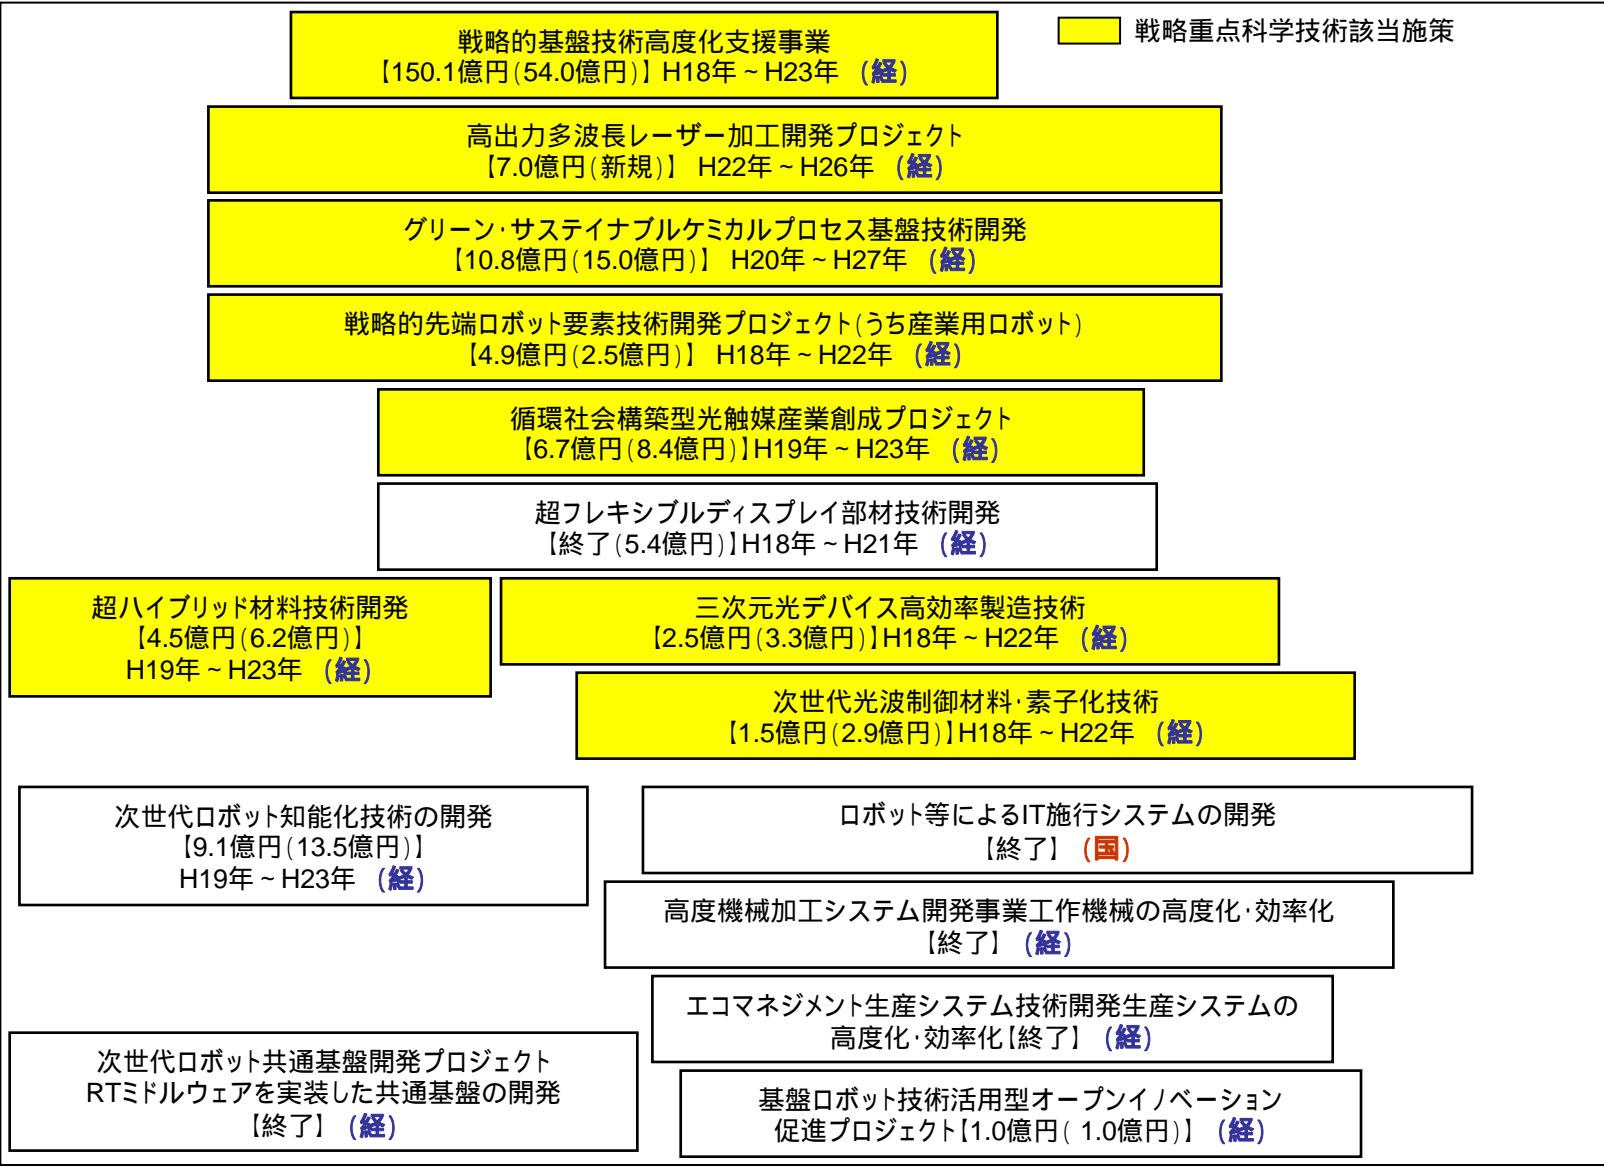 戦略重点科学技術該当施策
戦略的基盤技術高度化支援事業
【150.1億円(54.0億円)】H18年~H23年 (経)
高出力多波長レーザー加工開発プロジェクト
【7.0億円(新規)】 H22年~H26年 (経)
グリーン・サステイナブルケミカルプロセス基盤技術開発
【10.8億円(15.0億円)】 H20年~H27年 (経)
戦略的先端ロボット要素技術開発プロジェクト(うち産業用ロボット)
【4.9億円(2.5億円)】 H18年~H22年 (経)
循環社会構築型光触媒産業創成プロジェクト
【6.7億円(8.4億円)】H19年~H23年 (経)
超フレキシブルディスプレイ部材技術開発
【終了(5.4億円)】H18年~H21年 (経)
超ハイブリッド材料技術開発
【4.5億円(6.2億円)】
H19年~H23年 (経)
三次元光デバイス高効率製造技術
【2.5億円(3.3億円)】H18年~H22年 (経)
次世代光波制御材料・素子化技術
【1.5億円(2.9億円)】H18年~H22年 (経)
次世代ロボット知能化技術の開発
【9.1億円(13.5億円)】
H19年~H23年 (経)
ロボット等によるIT施行システムの開発
【終了】 (国)
高度機械加工システム開発事業工作機械の高度化・効率化
【終了】 (経)
エコマネジメント生産システム技術開発生産システムの
高度化・効率化【終了】 (経)
次世代ロボット共通基盤開発プロジェクト
RTミドルウェアを実装した共通基盤の開発
【終了】 (経)
基盤ロボット技術活用型オープンイノベーション
促進プロジェクト【1.0億円( 1.0億円)】 (経)